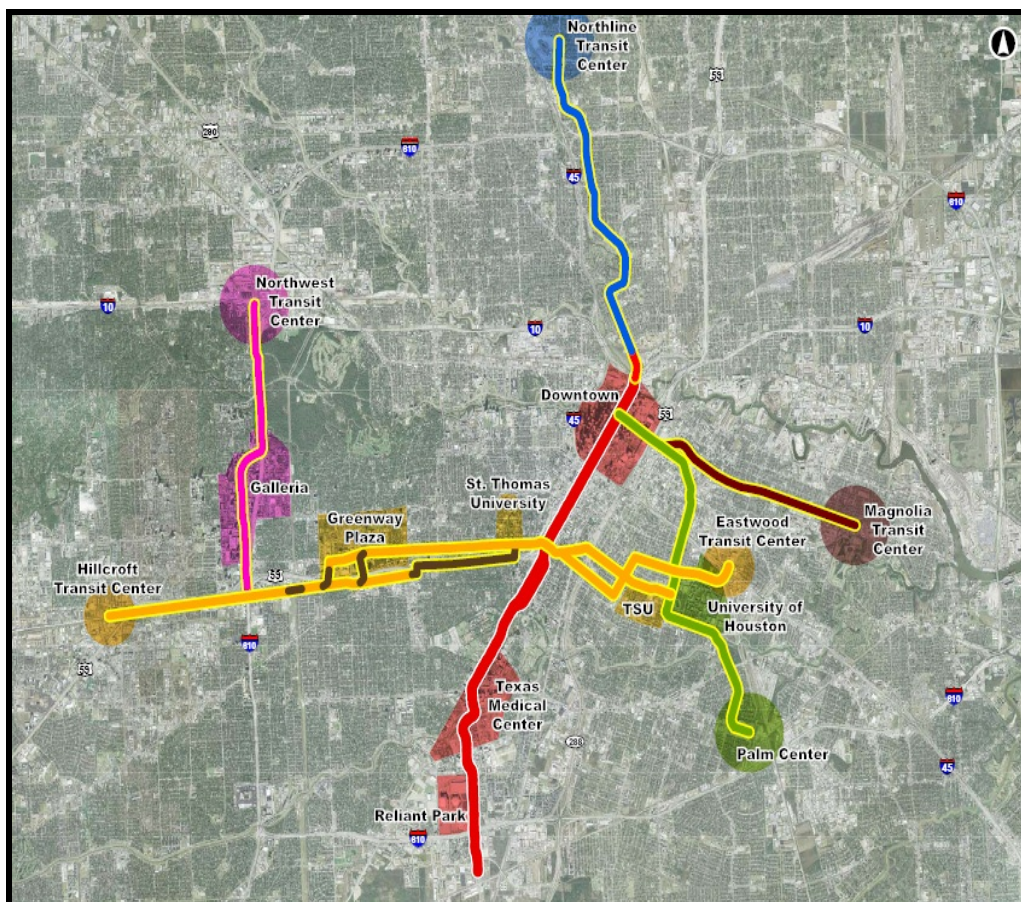 Northline
Transit
Center
59
290
610
45
610
Northwest
Transit
Center
10
10
10
Downtown
45
59
St. Thomas
University
Galleria
Greenway
Plaza
Magnolia
Transit
Center
Eastwood
Transit Center
Hillcroft
Transit Center
59
TSU
University of
Houston
610
59
Texas
Medical
Center
610
288
Palm Center
45
Reliant Park
610